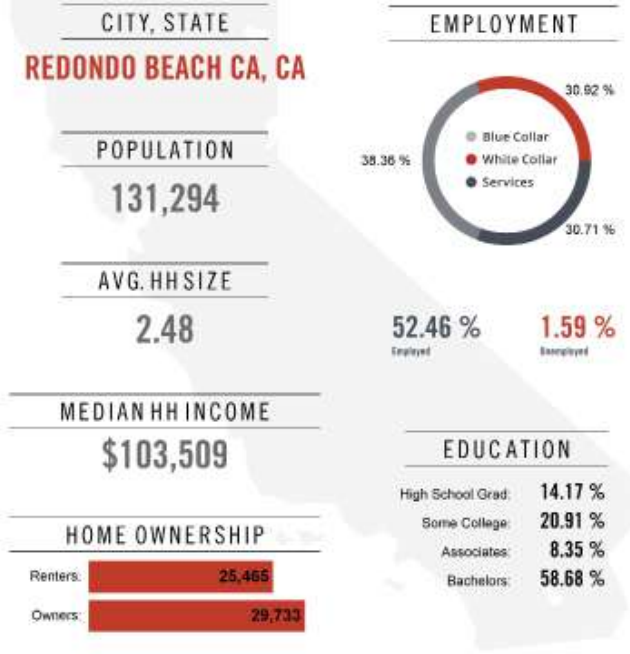 CITY, STATE
REDONDO BEACH CA, CA
POPULATION
131,294
AVG. HH SIZE
2.48
MEDIAN HH INCOME
$103,509
HOME OWNERSHIP
Renters: 25,465
Owners: 29,733
EMPLOYMENT
30.92 %
Blue Collar
38.36 %
White Collar
Services
30.71 %
52.46 % 1.59 %
Employed Unemployed
EDUCATION
High School Grad: 14.17 %
Some College: 20.91 %
Associates: 8.35 %
Bachelors: 58.68 %